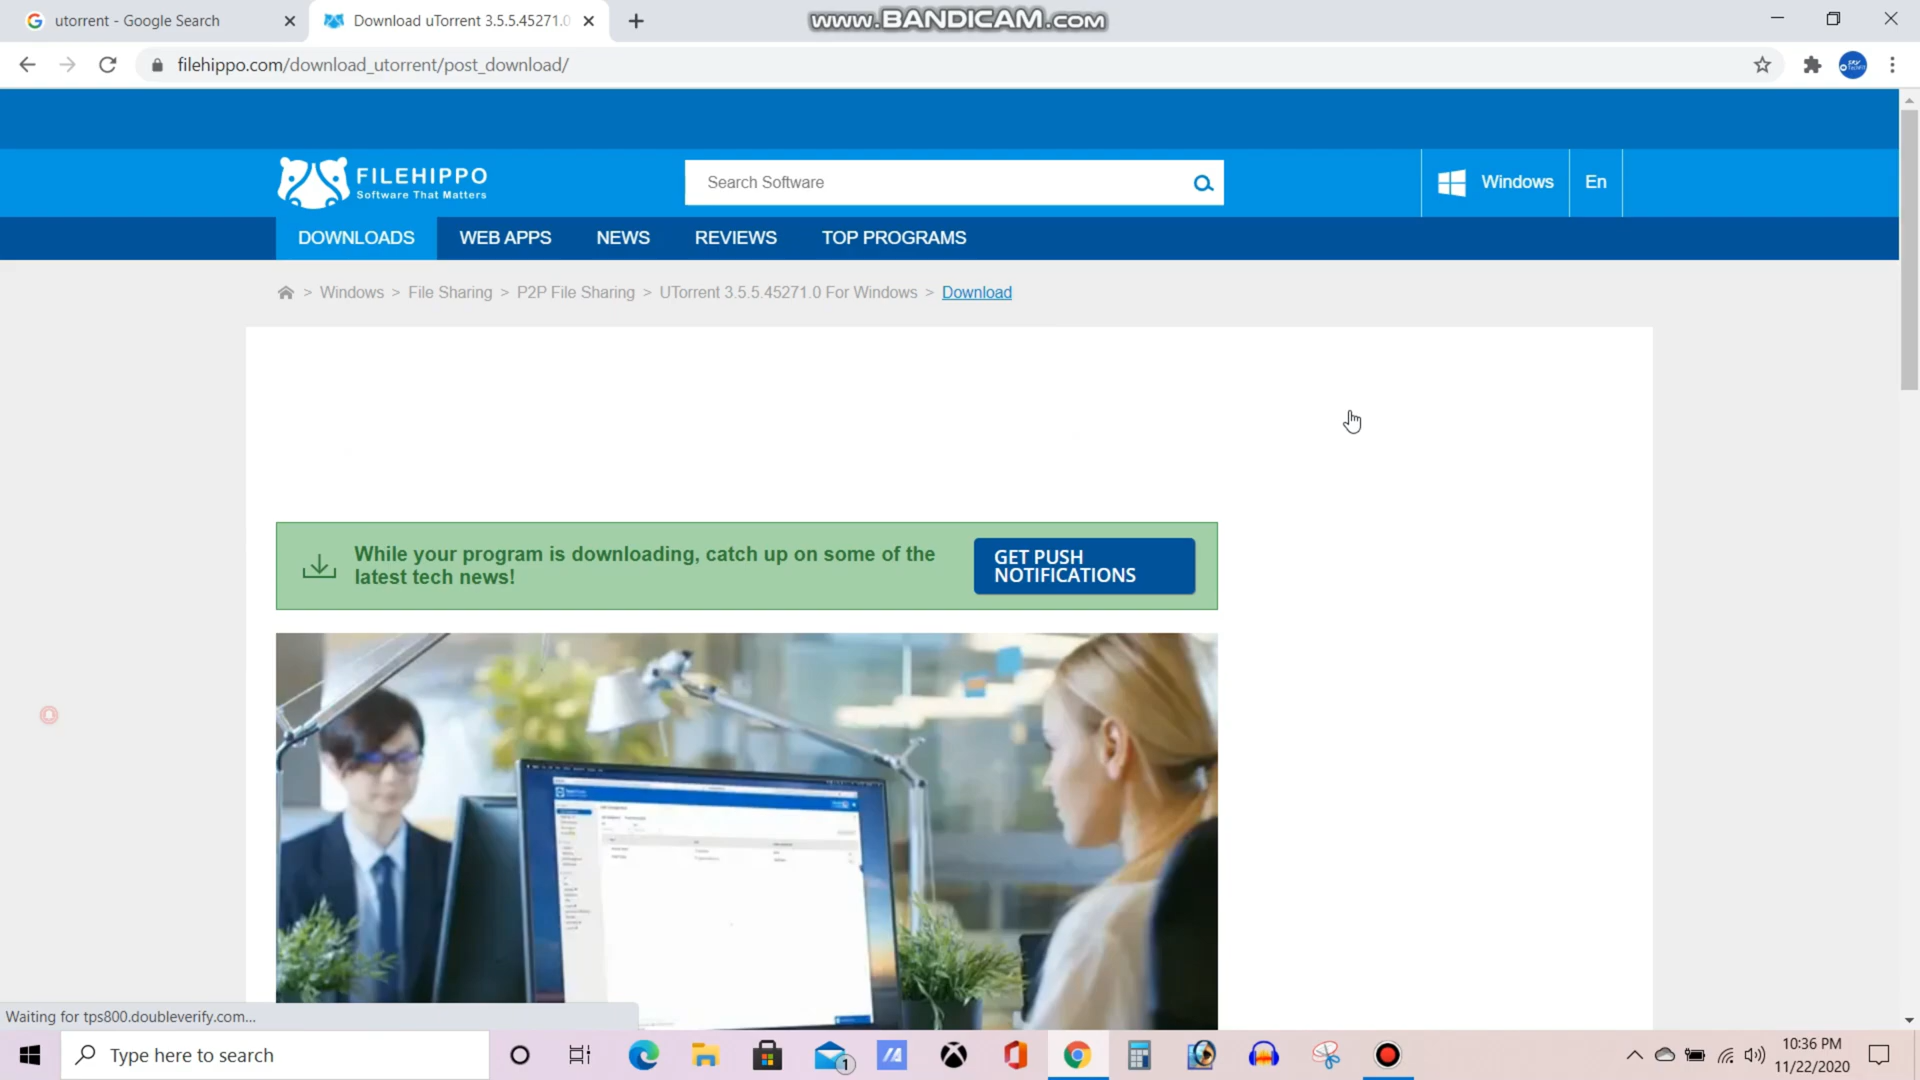 utorrent - Google Search
Download uTorrent 3.5.5.45271.0
www.BANDICAM.com
filehippo.com/download_utorrent/post_download/
FILEHIPPO
Software That Matters
Search Software
Windows
En
DOWNLOADS
WEB APPS
NEWS
REVIEWS
TOP PROGRAMS
> Windows > File Sharing > P2P File Sharing > UTorrent 3.5.5.45271.0 For Windows > Download
While your program is downloading, catch up on some of the
latest tech news!
GET PUSH
NOTIFICATIONS
Waiting for tps800.doubleverify.com...
Type here to search
1
10:36 PM
11/22/2020